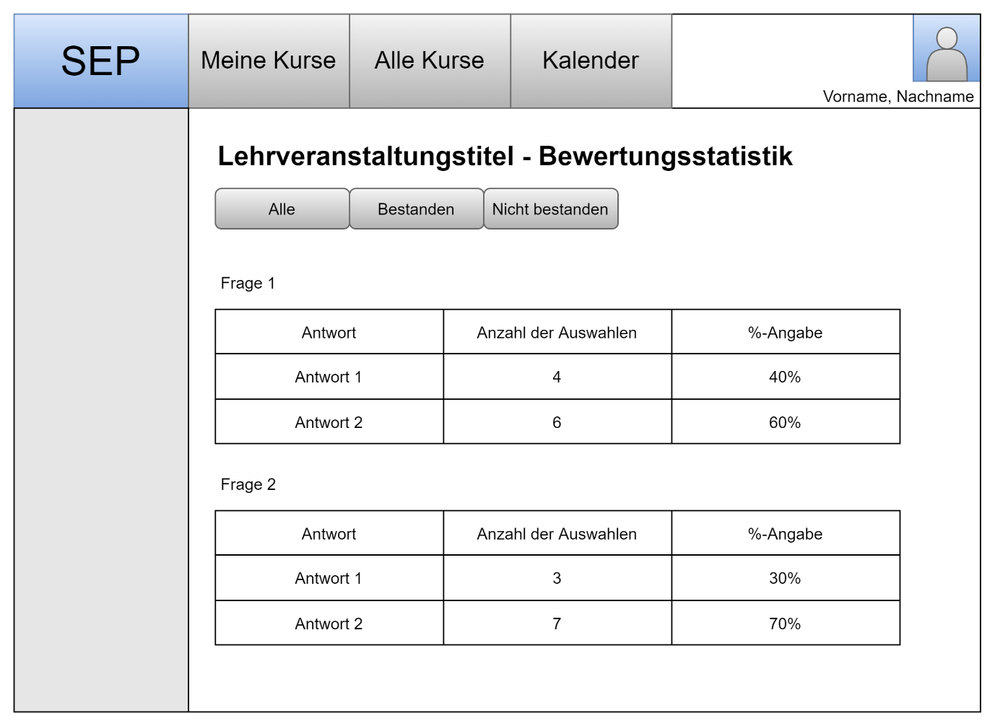 SEP
Meine Kurse
Alle Kurse
Kalender
Vorname, Nachname
Lehrveranstaltungstitel - Bewertungsstatistik
Alle
Bestanden
Nicht bestanden
Frage 1
Antwort Anzahl der Auswahlen %-Angabe
Antwort 1 4 40%
Antwort 2 6 60%
Frage 2
Antwort Anzahl der Auswahlen %-Angabe
Antwort 1 3 30%
Antwort 2 7 70%